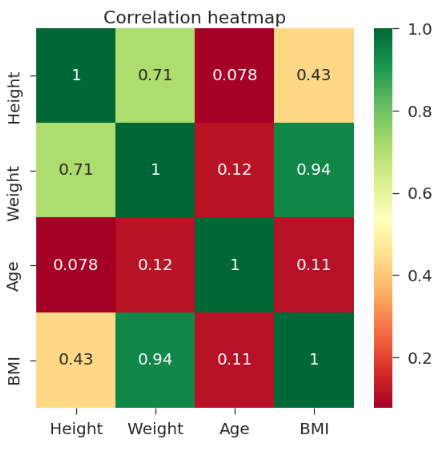 Correlation heatmap
Height 1 0.71 0.078 0.43
Weight 0.71 1 0.12 0.94
Age 0.078 0.12 1 0.11
BMI 0.43 0.94 0.11 1
Height Weight Age BMI
1.0
0.8
0.6
0.4
0.2